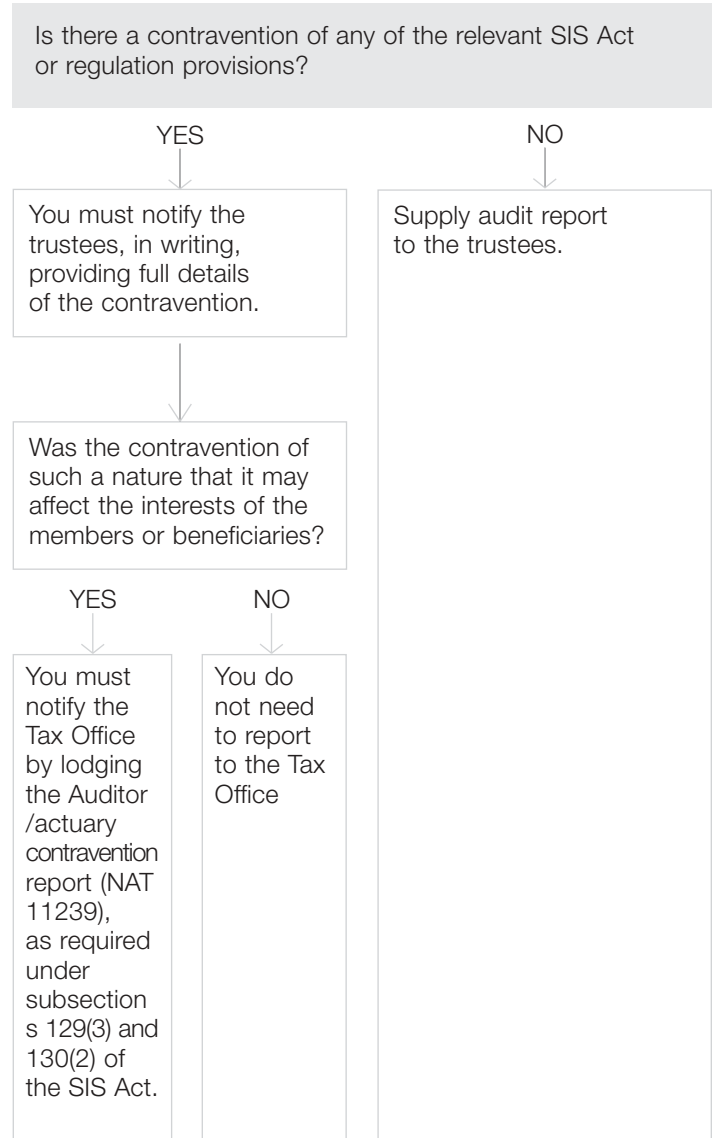 Is there a contravention of any of the relevant SIS Act
or regulation provisions?
YES
NO
You must notify the
trustees, in writing,
providing full details
of the contravention.
Supply audit report
to the trustees.
Was the contravention of
such a nature that it may
affect the interests of the
members or beneficiaries?
YES
NO
You must
notify the
Tax Office
by lodging
the Auditor
/actuary
contravention
report (NAT
11239),
as required
under
subsection
s 129(3) and
130(2) of
the SIS Act.
You do
not need
to report
to the Tax
Office